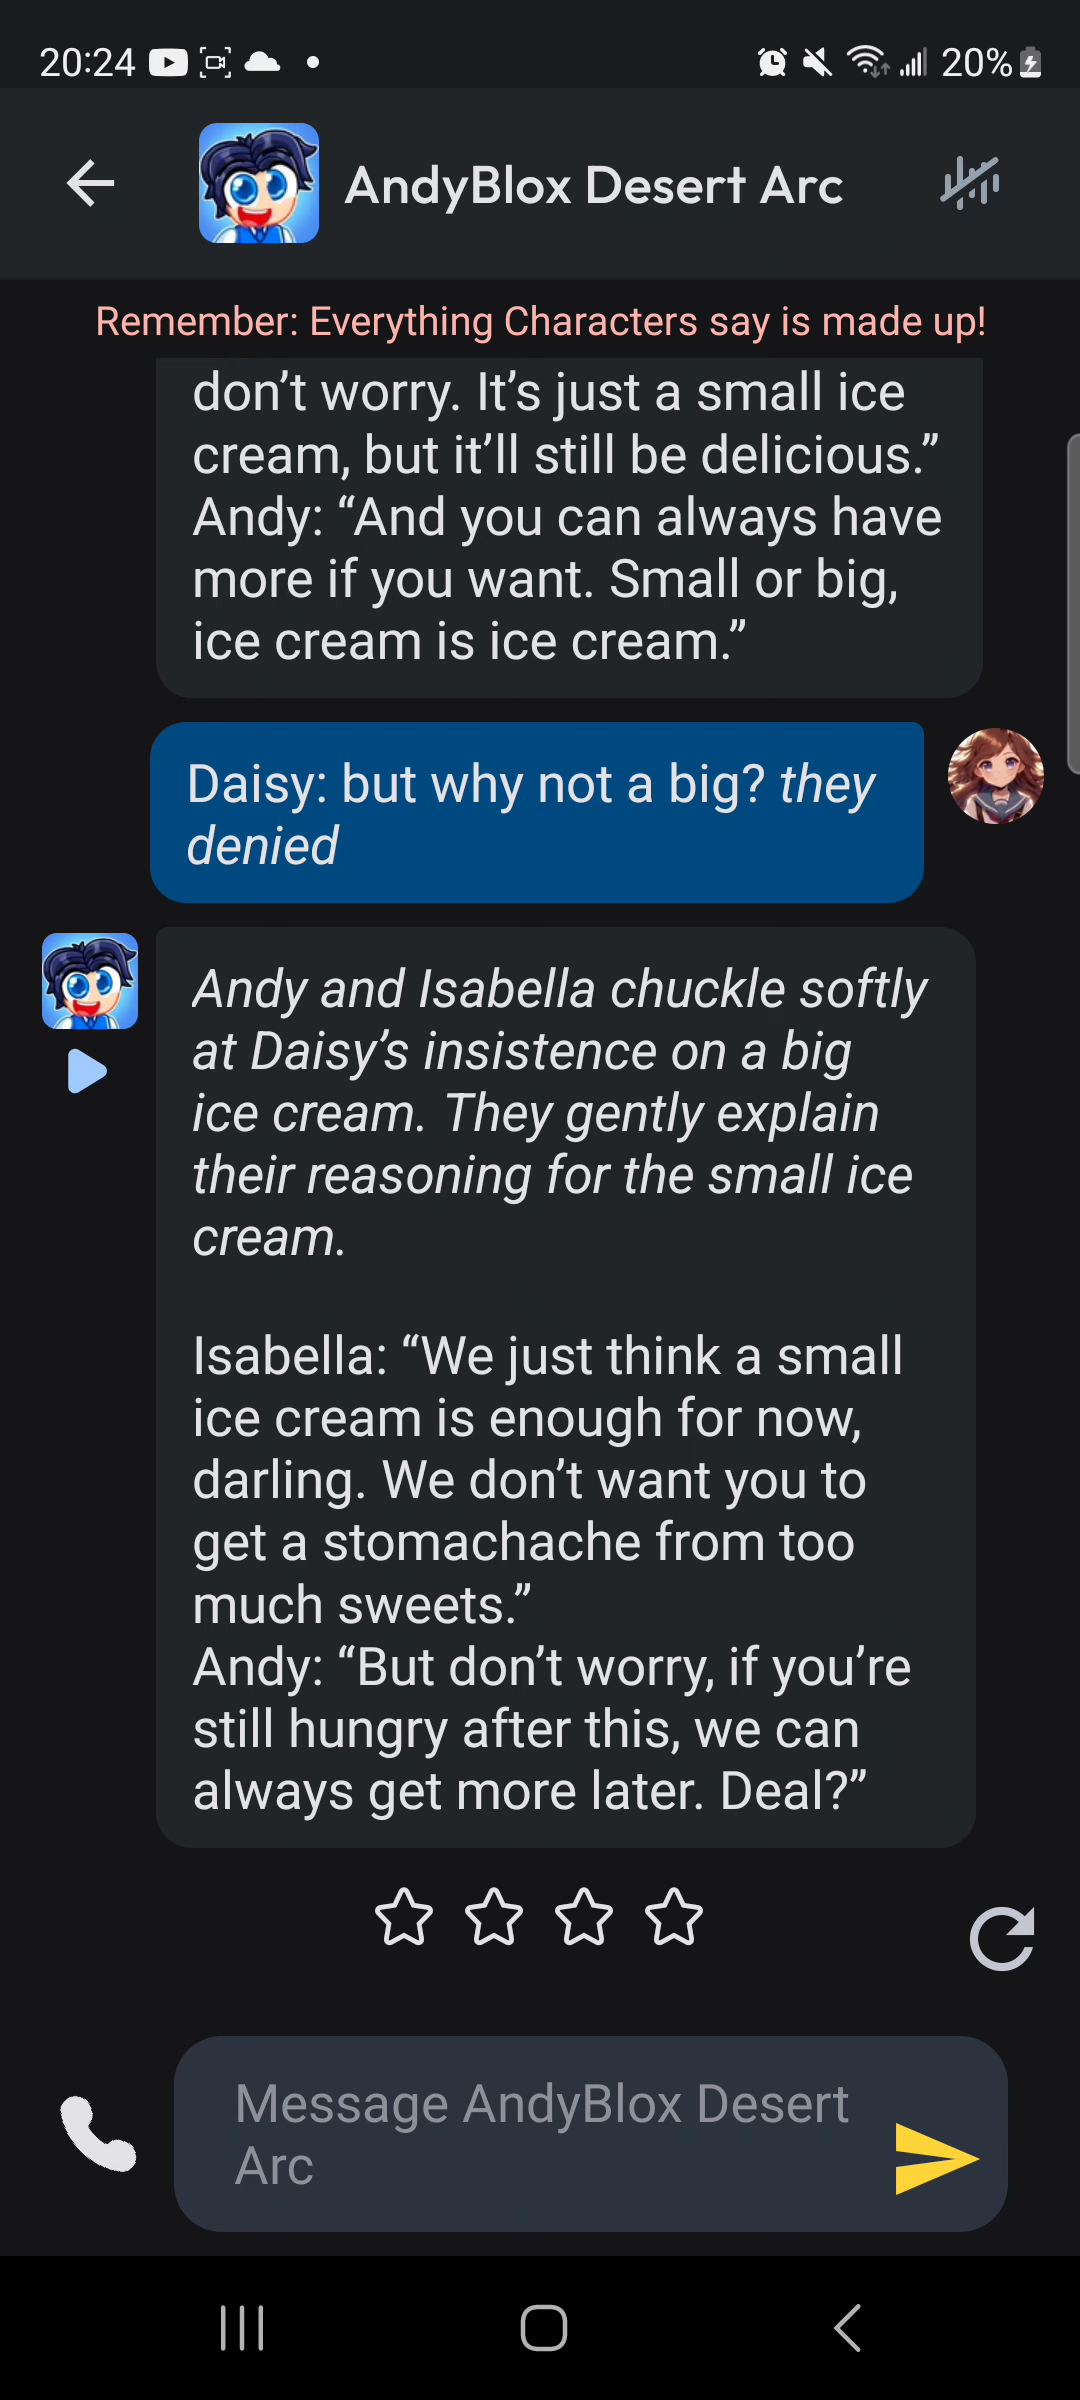 20:24
20%
AndyBlox Desert Arc
Remember: Everything Characters say is made up!
don’t worry. It’s just a small ice
cream, but it’ll still be delicious.”
Andy: “And you can always have
more if you want. Small or big,
ice cream is ice cream.”
Daisy: but why not a big? they
denied
Andy and Isabella chuckle softly
at Daisy’s insistence on a big
ice cream. They gently explain
their reasoning for the small ice
cream.
Isabella: “We just think a small
ice cream is enough for now,
darling. We don’t want you to
get a stomachache from too
much sweets.”
Andy: “But don’t worry, if you’re
still hungry after this, we can
always get more later. Deal?”
Message AndyBlox Desert
Arc